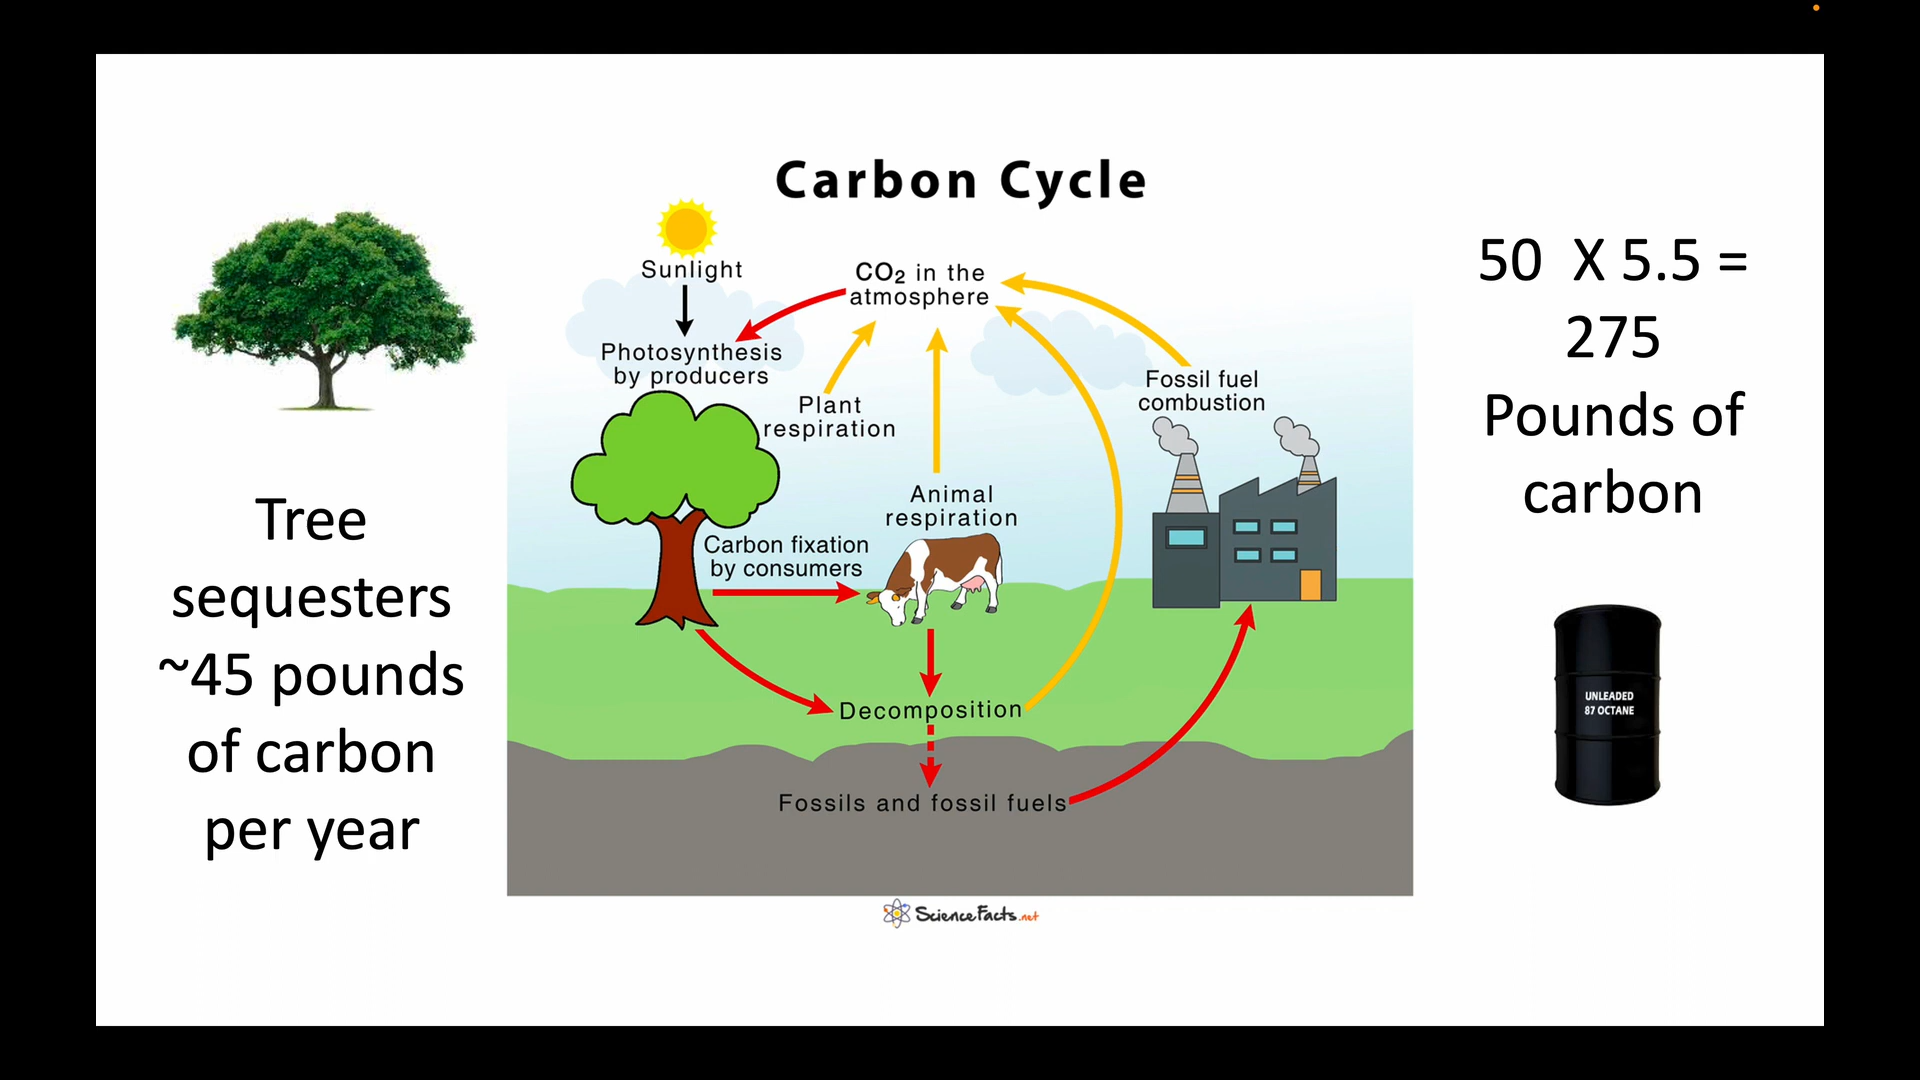 Carbon Cycle
Tree
sequesters
~45 pounds
of carbon
per year
Sunlight
CO₂ in the
atmosphere
Photosynthesis
by producers
Plant
respiration
Fossil fuel
combustion
Animal
respiration
Carbon fixation
by consumers
Decomposition
Fossils and fossil fuels
ScienceFacts.net
50 X 5.5 =
275
Pounds of
carbon
UNLEADED
87 OCTANE